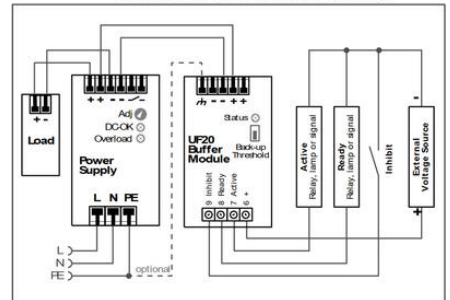 + + - - -
- - + +
Adj
DC-OK
Overload
Status
Back-up
Threshold
+ -
Load
Power
Supply
UF20
Buffer
Module
L N PE
9 Inhibit
8 Ready
7 Active
6 +
L
N
PE
optional
Active
Relay, lamp or signal
Ready
Relay, lamp or signal
Inhibit
-
External
Voltage Source
+